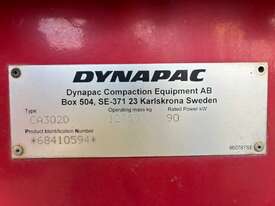 DYNAPAC
Dynapac Compaction Equipment AB
Box 504, SE-371 23 Karlskrona Sweden
Type Operating mass kg Rated Power kW
CA302D 90
Product Identification Number
*68410594*